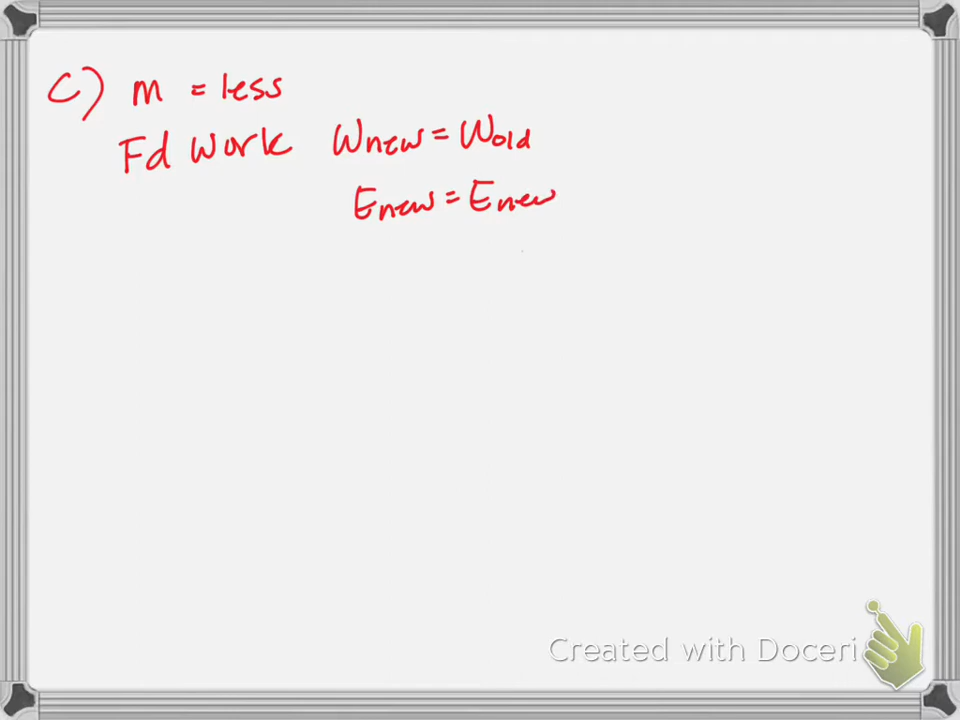 C) m = less
Fd work Wnew = Wold
Enew = Enew
Created with Doceri